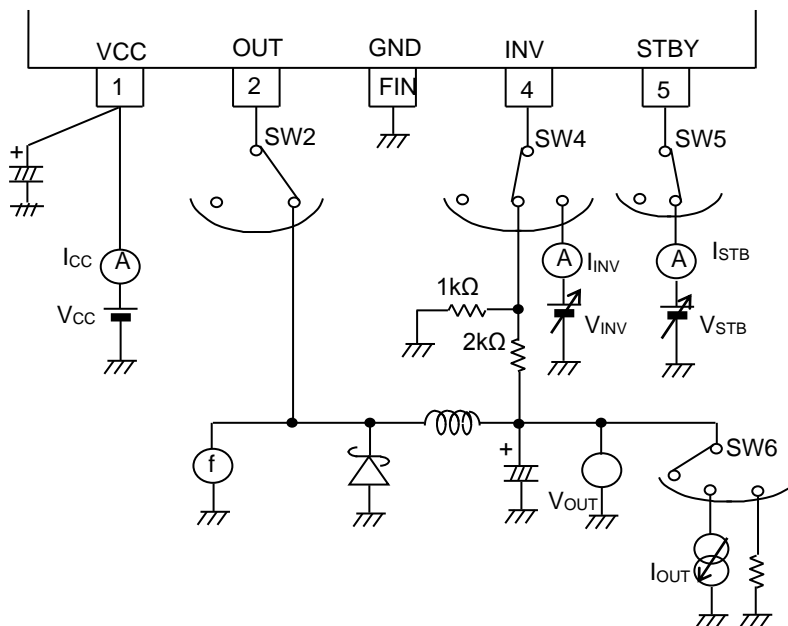 VCC OUT GND INV STBY
1 2 FIN 4 5
SW2 SW4 SW5
+
ICC A
A IINV
A ISTB
1kΩ
VCC
VINV
VSTB
2kΩ
f
+
VOUT
SW6
IOUT